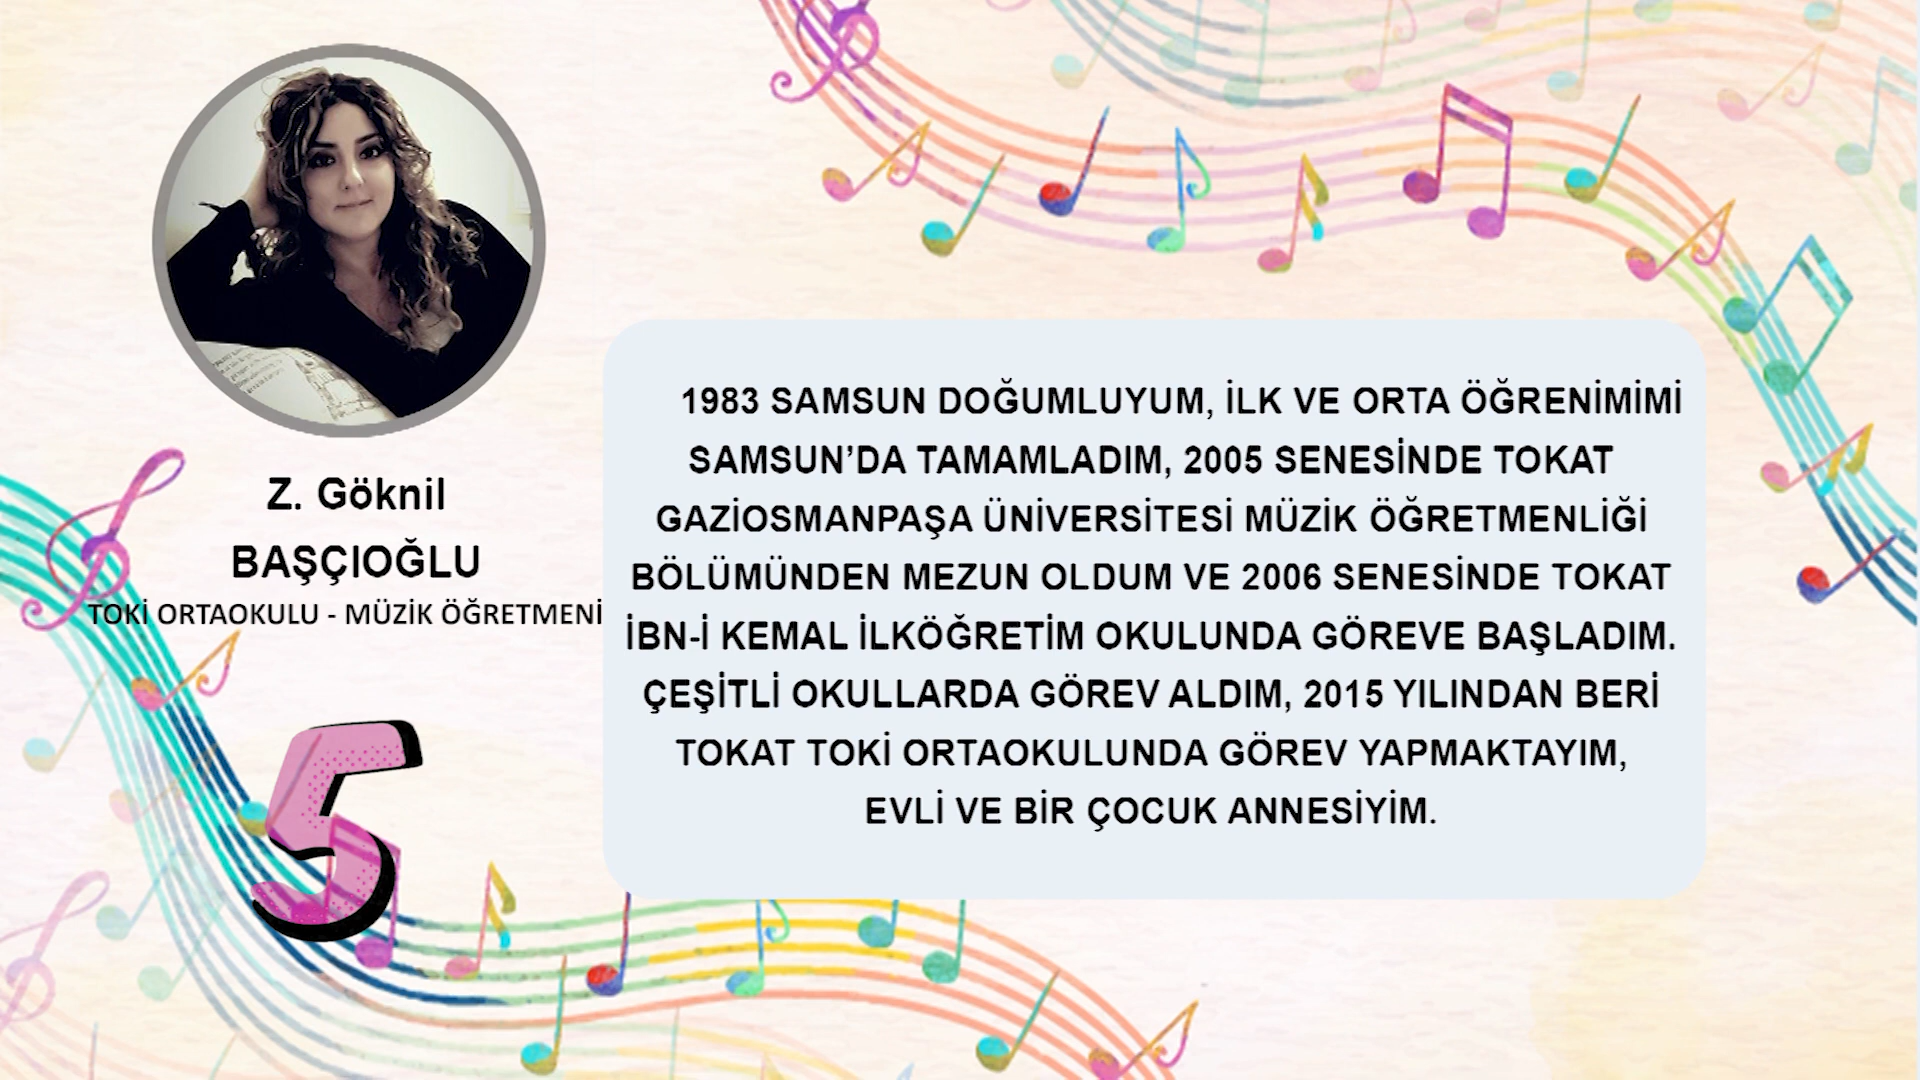 Z. Göknil
BAŞÇIOĞLU
TOKİ ORTAOKULU - MÜZİK ÖĞRETMENİ
5
1983 SAMSUN DOĞUMLUYUM, İLK VE ORTA ÖĞRENİMİMİ
SAMSUN’DA TAMAMLADIM, 2005 SENESİNDE TOKAT
GAZİOSMANPAŞA ÜNİVERSİTESİ MÜZİK ÖĞRETMENLİĞİ
BÖLÜMÜNDEN MEZUN OLDUM VE 2006 SENESİNDE TOKAT
İBN-İ KEMAL İLKÖĞRETİM OKULUNDA GÖREVE BAŞLADIM.
ÇEŞİTLİ OKULLARDA GÖREV ALDIM, 2015 YILINDAN BERİ
TOKAT TOKİ ORTAOKULUNDA GÖREV YAPMAKTAYIM,
EVLİ VE BİR ÇOCUK ANNESİYİM.